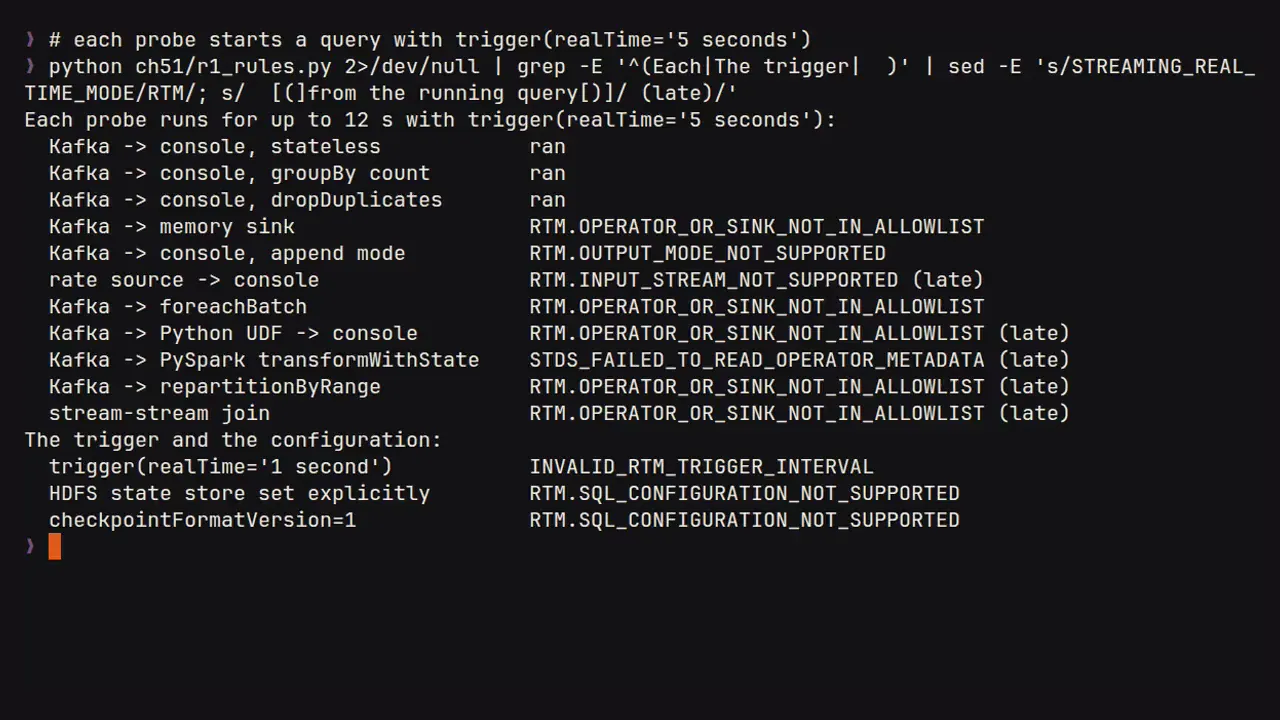 ❯ # each probe starts a query with trigger(realTime='5 seconds')
❯ python ch51/r1_rules.py 2>/dev/null | grep -E '^(Each|The trigger|  )' | sed -E 's/STREAMING_REAL_
TIME_MODE/RTM/; s/  [(]from the running query[)]/ (late)/'
Each probe runs for up to 12 s with trigger(realTime='5 seconds'):
  Kafka -> console, stateless            ran
  Kafka -> console, groupBy count        ran
  Kafka -> console, dropDuplicates       ran
  Kafka -> memory sink                   RTM.OPERATOR_OR_SINK_NOT_IN_ALLOWLIST
  Kafka -> console, append mode          RTM.OUTPUT_MODE_NOT_SUPPORTED
  rate source -> console                 RTM.INPUT_STREAM_NOT_SUPPORTED (late)
  Kafka -> foreachBatch                  RTM.OPERATOR_OR_SINK_NOT_IN_ALLOWLIST
  Kafka -> Python UDF -> console         RTM.OPERATOR_OR_SINK_NOT_IN_ALLOWLIST (late)
  Kafka -> PySpark transformWithState    STDS_FAILED_TO_READ_OPERATOR_METADATA (late)
  Kafka -> repartitionByRange            RTM.OPERATOR_OR_SINK_NOT_IN_ALLOWLIST (late)
  stream-stream join                     RTM.OPERATOR_OR_SINK_NOT_IN_ALLOWLIST (late)
The trigger and the configuration:
  trigger(realTime='1 second')           INVALID_RTM_TRIGGER_INTERVAL
  HDFS state store set explicitly        RTM.SQL_CONFIGURATION_NOT_SUPPORTED
  checkpointFormatVersion=1              RTM.SQL_CONFIGURATION_NOT_SUPPORTED
❯